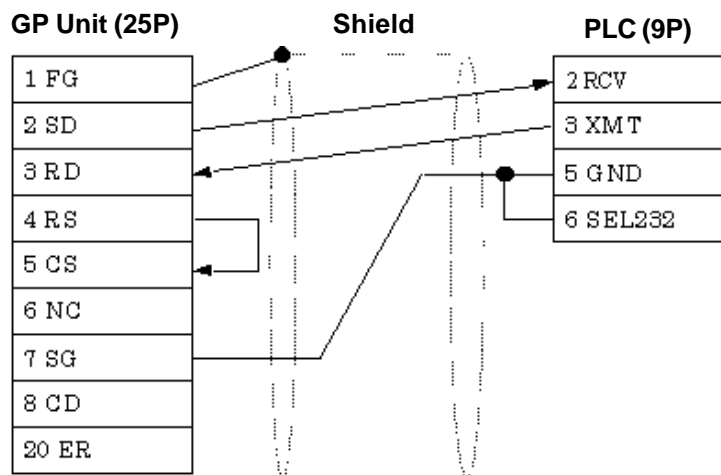 GP Unit (25P)
Shield
PLC (9P)
1 FG
2 SD
3 RD
4 RS
5 CS
6 NC
7 SG
8 CD
20 ER
2 RCV
3 XMT
5 GND
6 SEL232